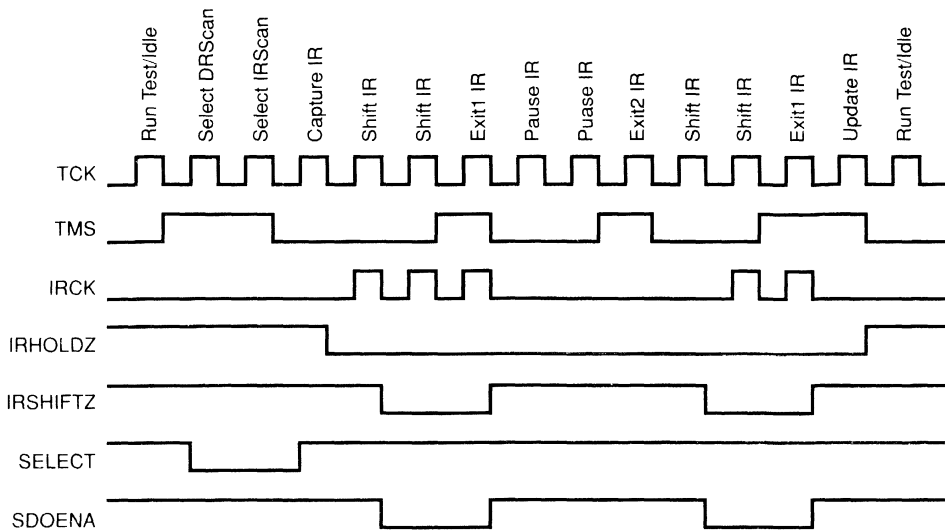 Run Test/Idle
Select DRScan
Select IRScan
Capture IR
Shift IR
Shift IR
Exit1 IR
Pause IR
Puase IR
Exit2 IR
Shift IR
Shift IR
Exit1 IR
Update IR
Run Test/Idle
TCK
TMS
IRCK
IRHOLDZ
IRSHIFTZ
SELECT
SDOENA